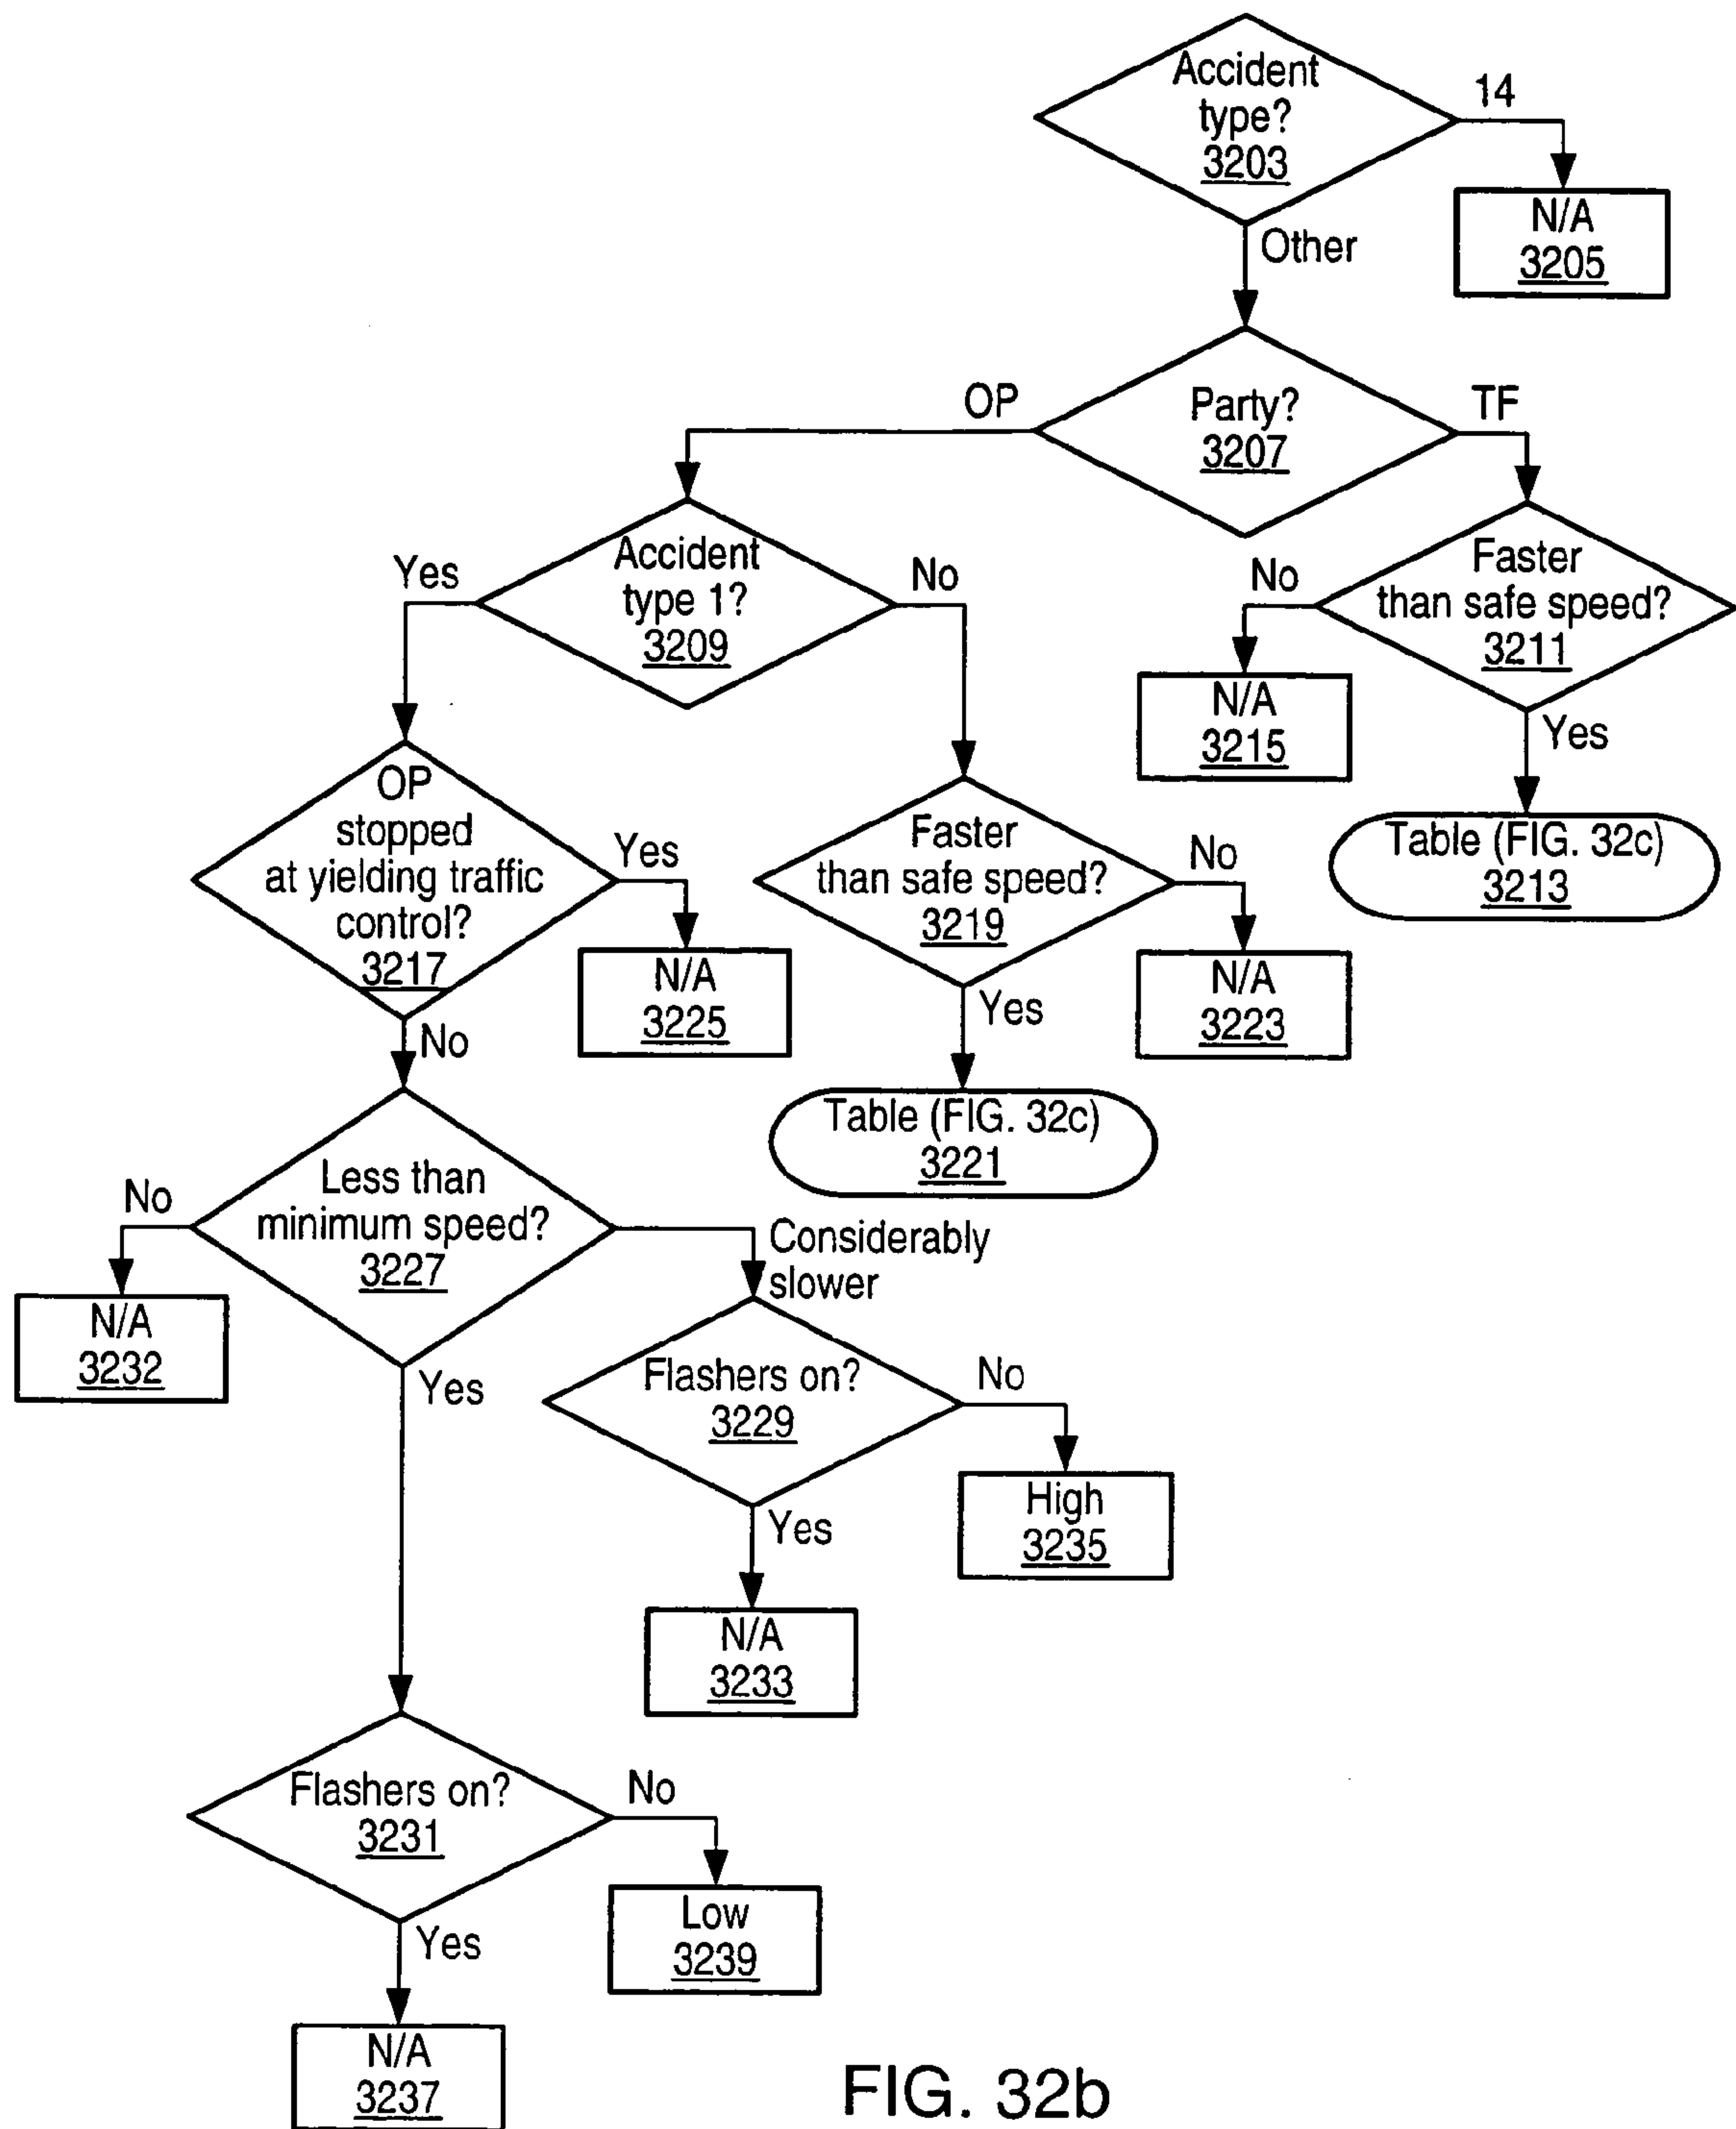 Accident
type?
3203
14
N/A
3205
Other
Party?
3207
OP
TF
Accident
type 1?
3209
Yes
No
Faster
than safe speed?
3211
No
N/A
3215
Yes
Table (FIG. 32c)
3213
OP
stopped
at yielding traffic
control?
3217
Yes
N/A
3225
No
Faster
than safe speed?
3219
No
N/A
3223
Yes
Table (FIG. 32c)
3221
Less than
minimum speed?
3227
No
N/A
3232
Considerably
slower
Yes
Flashers on?
3229
No
High
3235
Yes
N/A
3233
Flashers on?
3231
No
Low
3239
Yes
N/A
3237
FIG. 32b